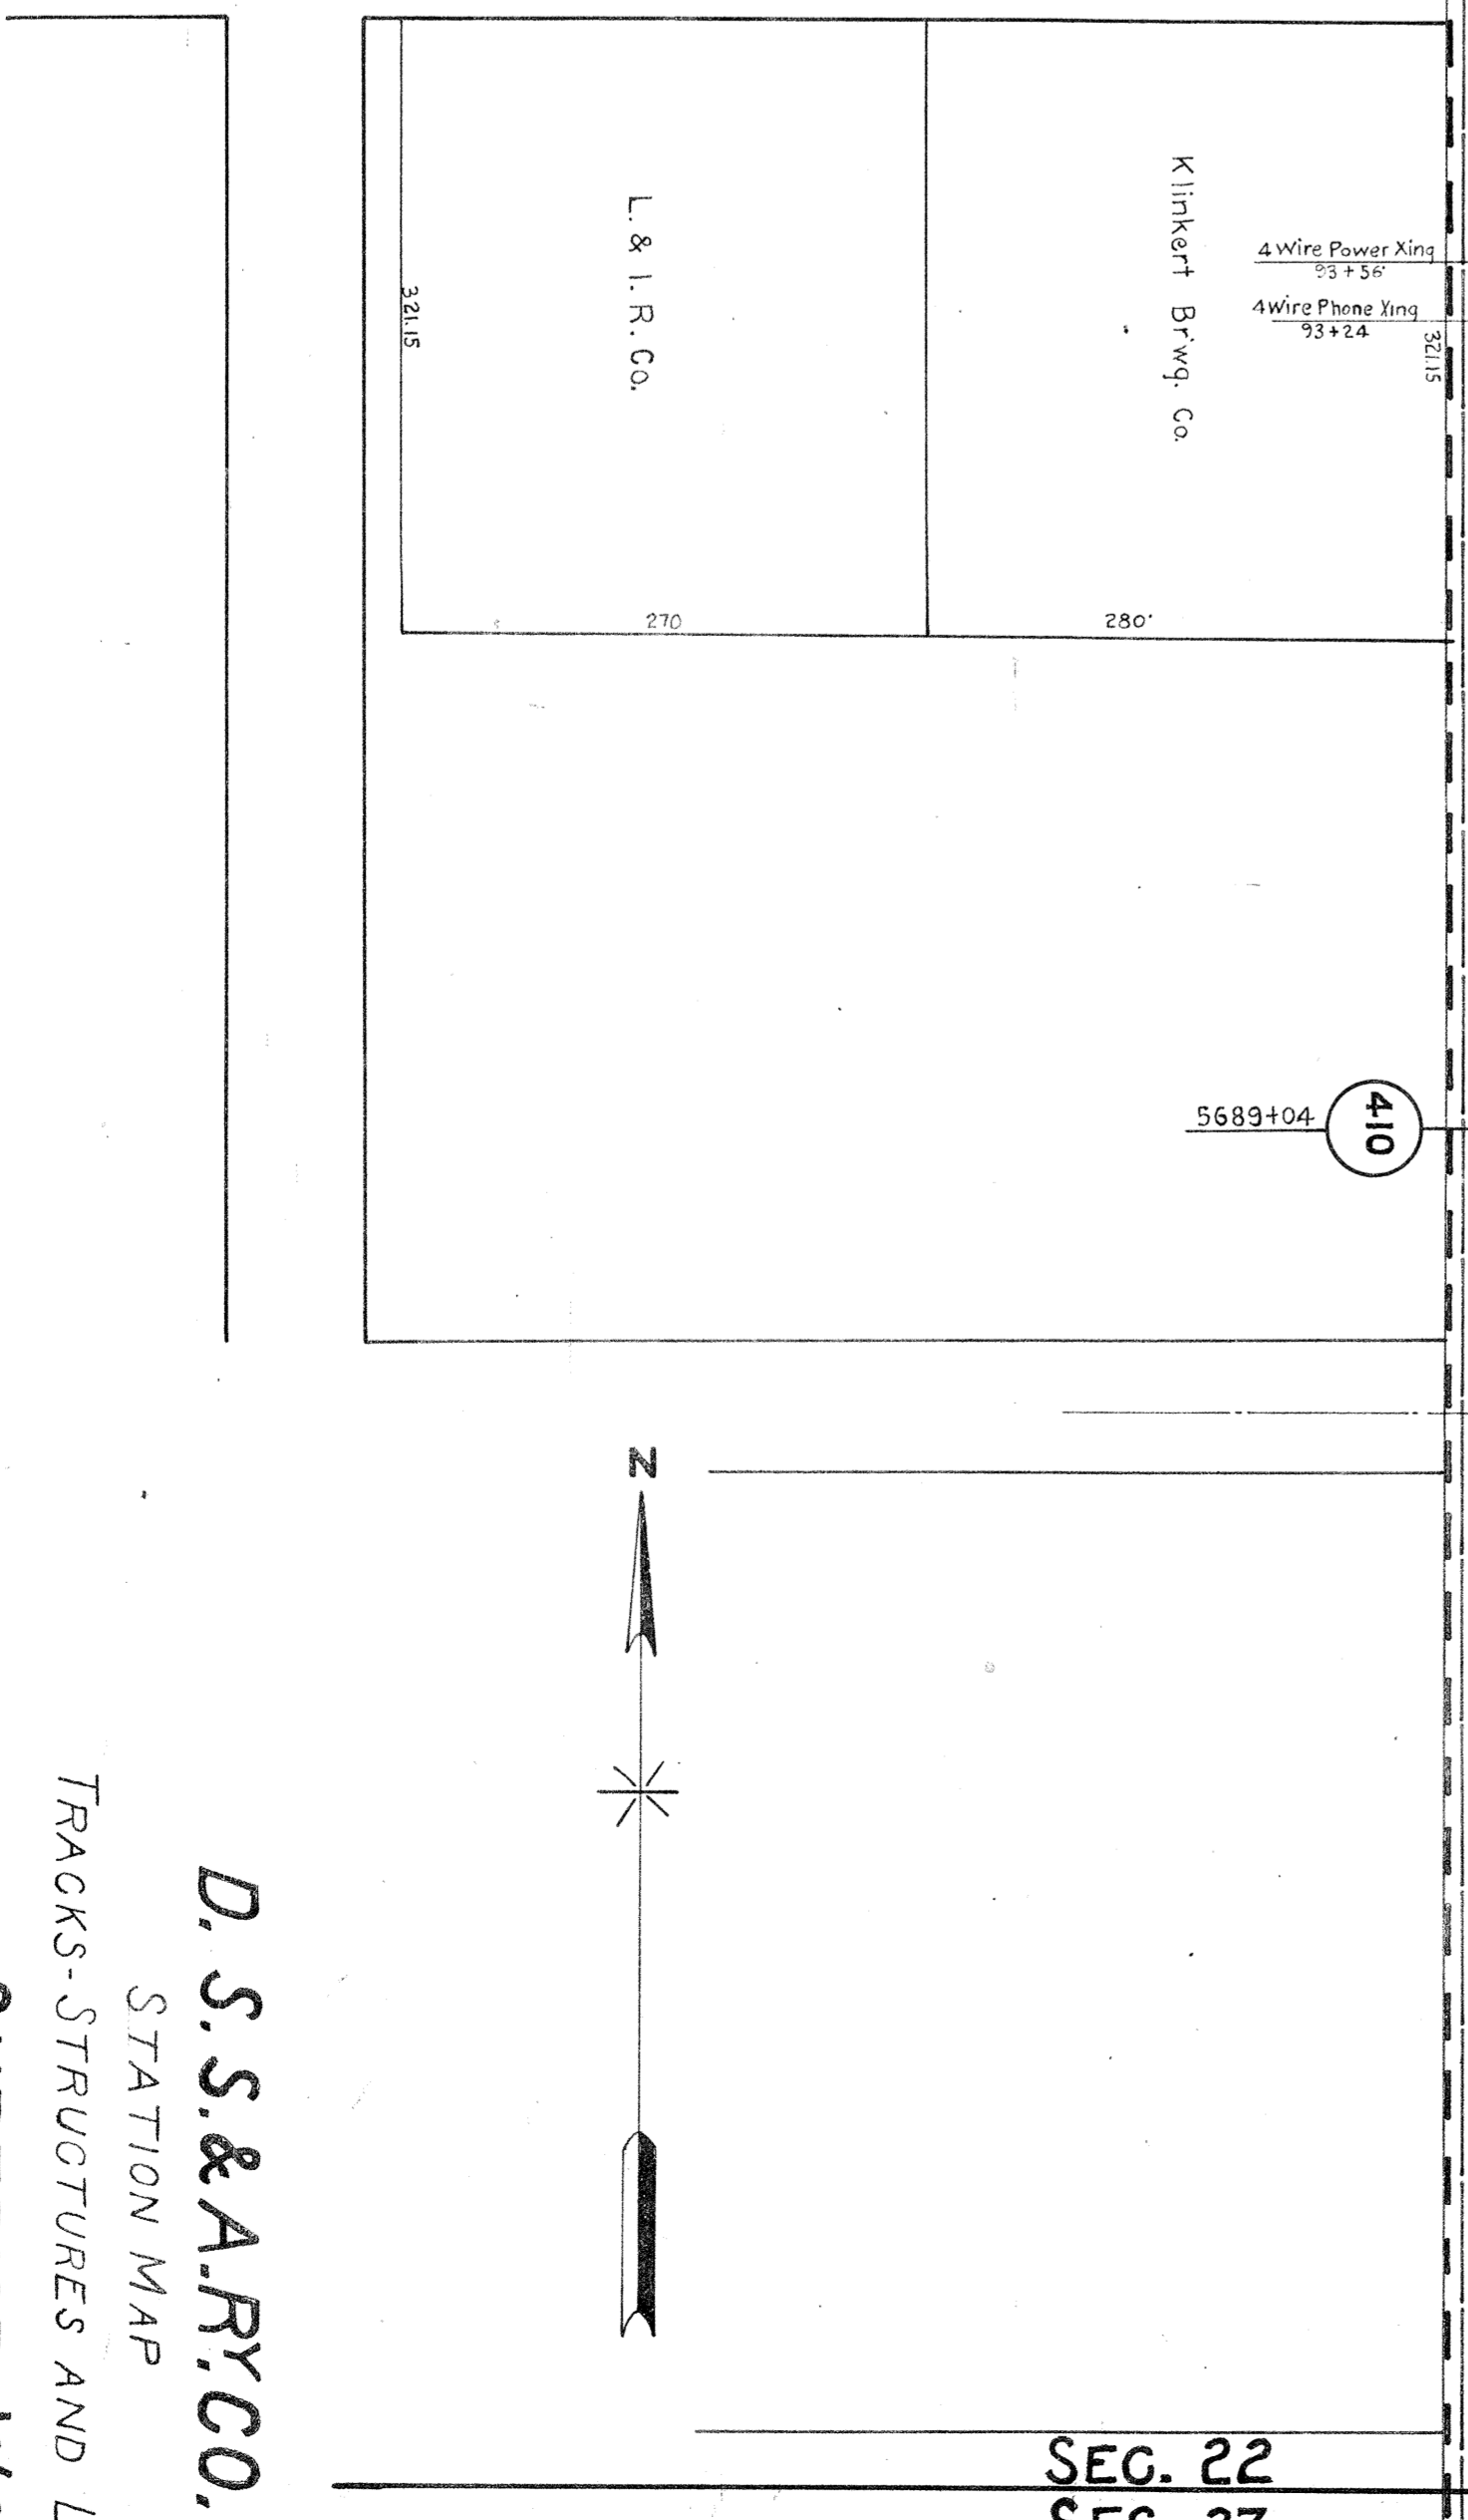 4 Wire Power Xing
93+56'
4 Wire Phone Xing
93+24
321.15
Klinkert Br'wg. Co.
L. & I. R. Co.
321.15
270
280'
5689+04
410
N
D. S. S. & A. RY. CO.
STATION MAP
TRACKS-STRUCTURES AND L
SEC. 22